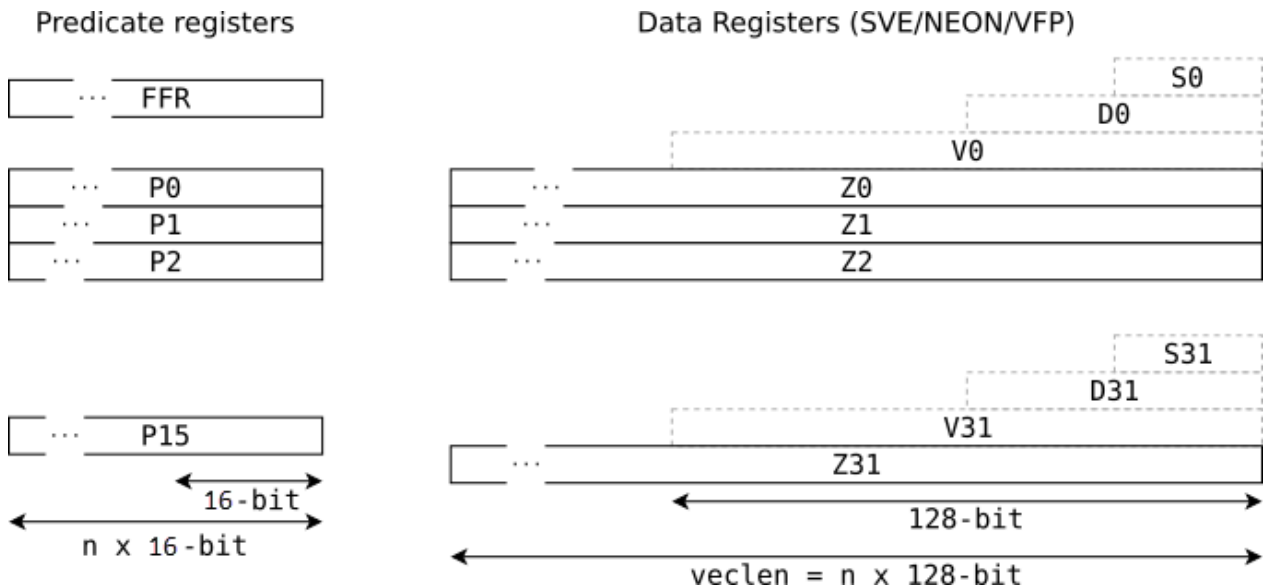 Predicate registers
Data Registers (SVE/NEON/VFP)
S0
... FFR
D0
V0
... P0
... Z0
... P1
... Z1
... P2
... Z2
S31
D31
... P15
V31
... Z31
16-bit
128-bit
n x 16-bit
veclen = n x 128-bit